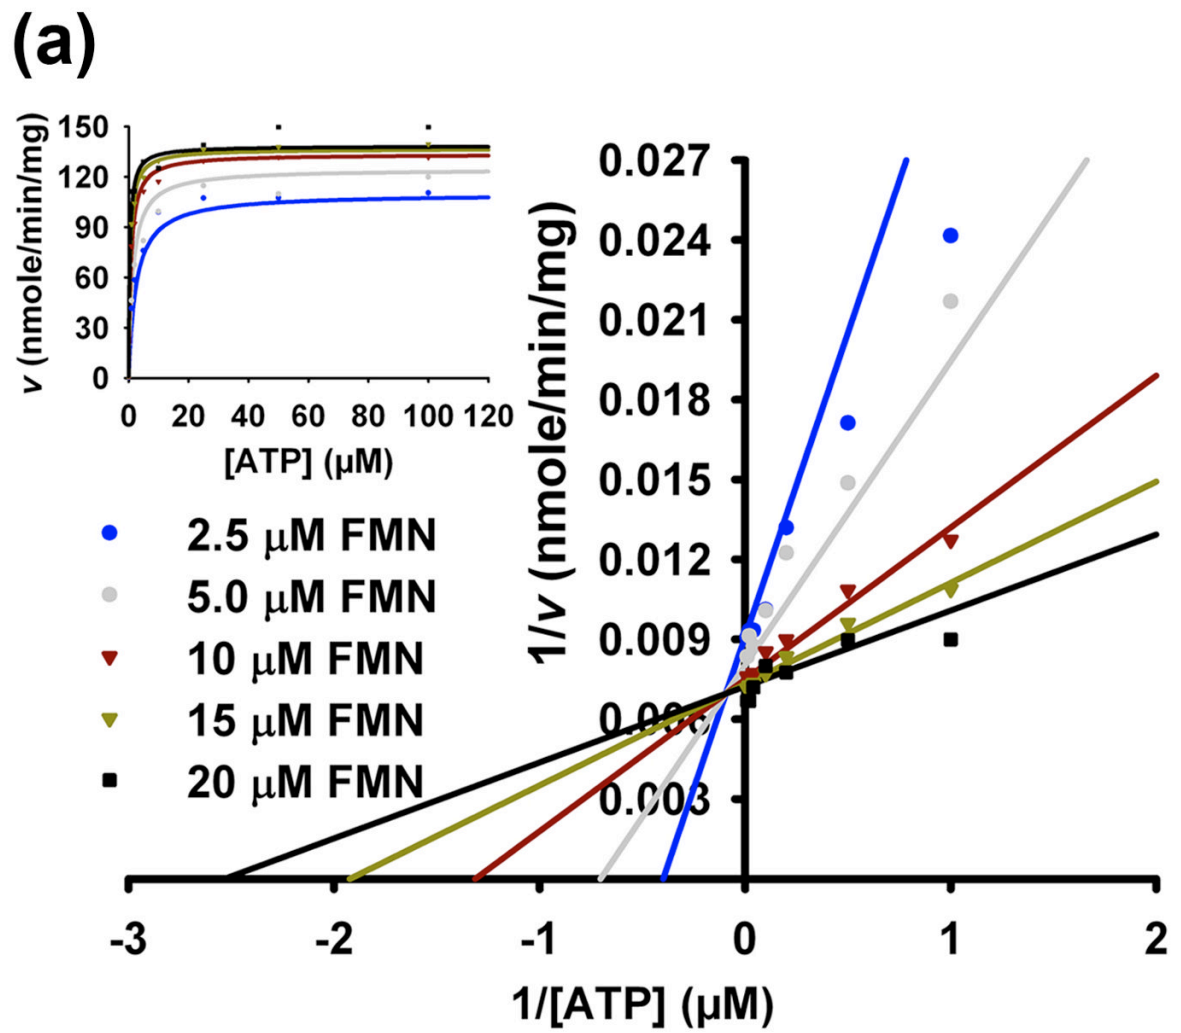 (a)
v (nmole/min/mg)
150
120
90
60
30
0
0 20 40 60 80 100 120
[ATP] (µM)
2.5 μM FMN
5.0 μM FMN
10 μM FMN
15 μM FMN
20 μM FMN
1/v (nmole/min/mg)
0.027
0.024
0.021
0.018
0.015
0.012
0.009
0.006
0.003
-3 -2 -1 0 1 2
1/[ATP] (µM)